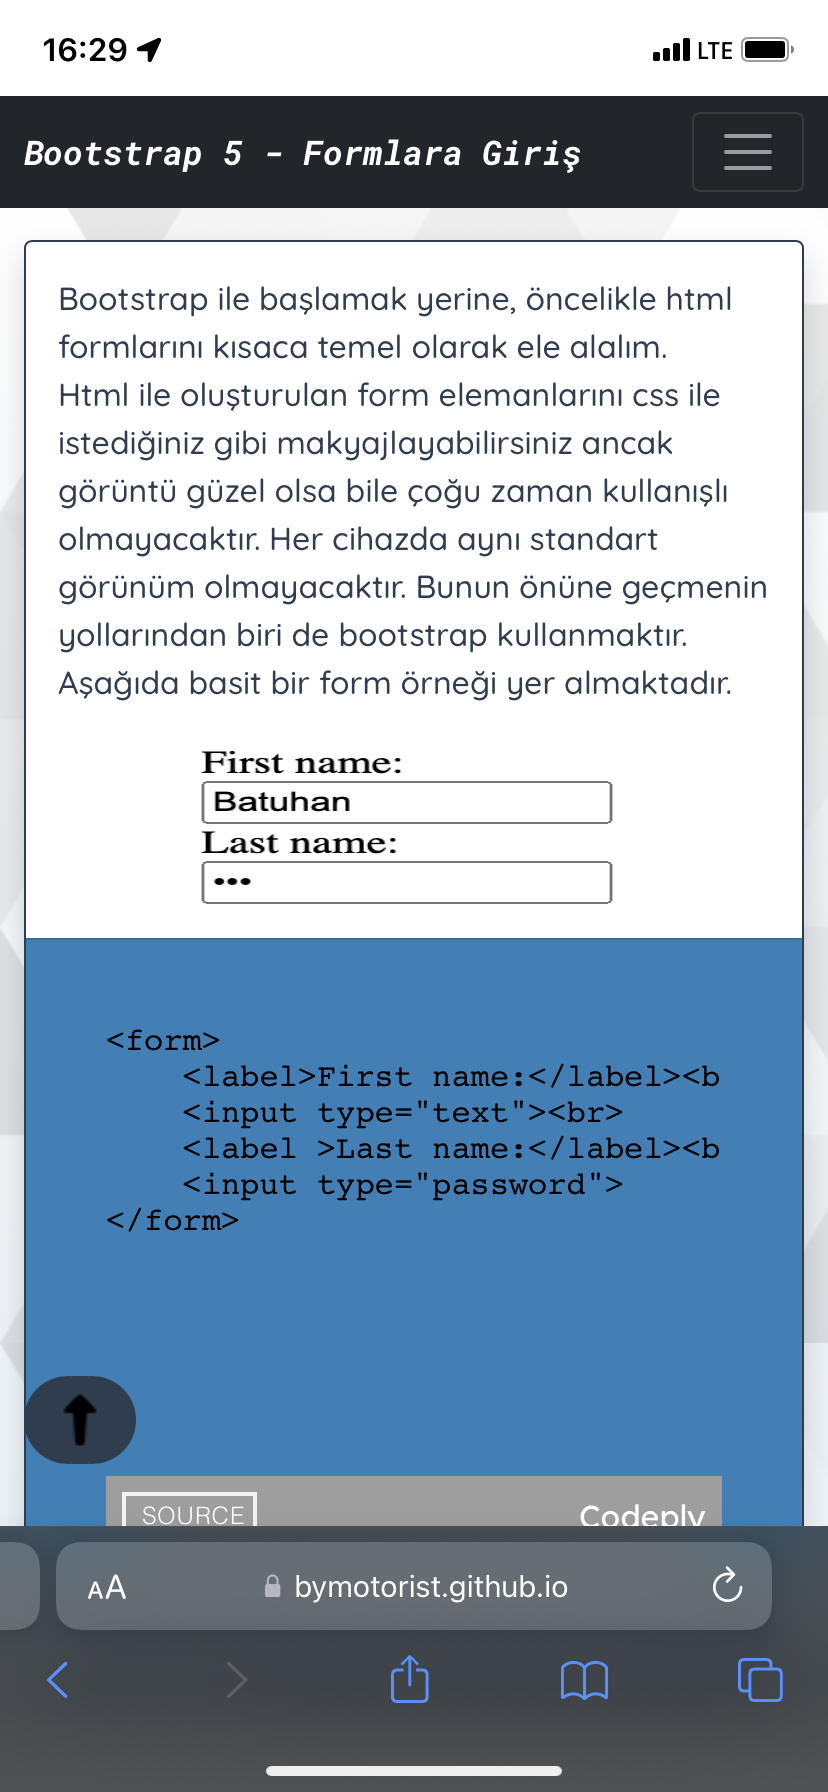 16:29
LTE
Bootstrap 5 - Formlara Giriş
Bootstrap ile başlamak yerine, öncelikle html
formlarını kısaca temel olarak ele alalım.
Html ile oluşturulan form elemanlarını css ile
istediğiniz gibi makyajlayabilirsiniz ancak
görüntü güzel olsa bile çoğu zaman kullanışlı
olmayacaktır. Her cihazda aynı standart
görünüm olmayacaktır. Bunun önüne geçmenin
yollarından biri de bootstrap kullanmaktır.
Aşağıda basit bir form örneği yer almaktadır.
First name:
Batuhan
Last name:
•••
<form>
<label>First name:</label><b
<input type="text"><br>
<label >Last name:</label><b
<input type="password">
</form>
SOURCE
Codeply
AA
bymotorist.github.io